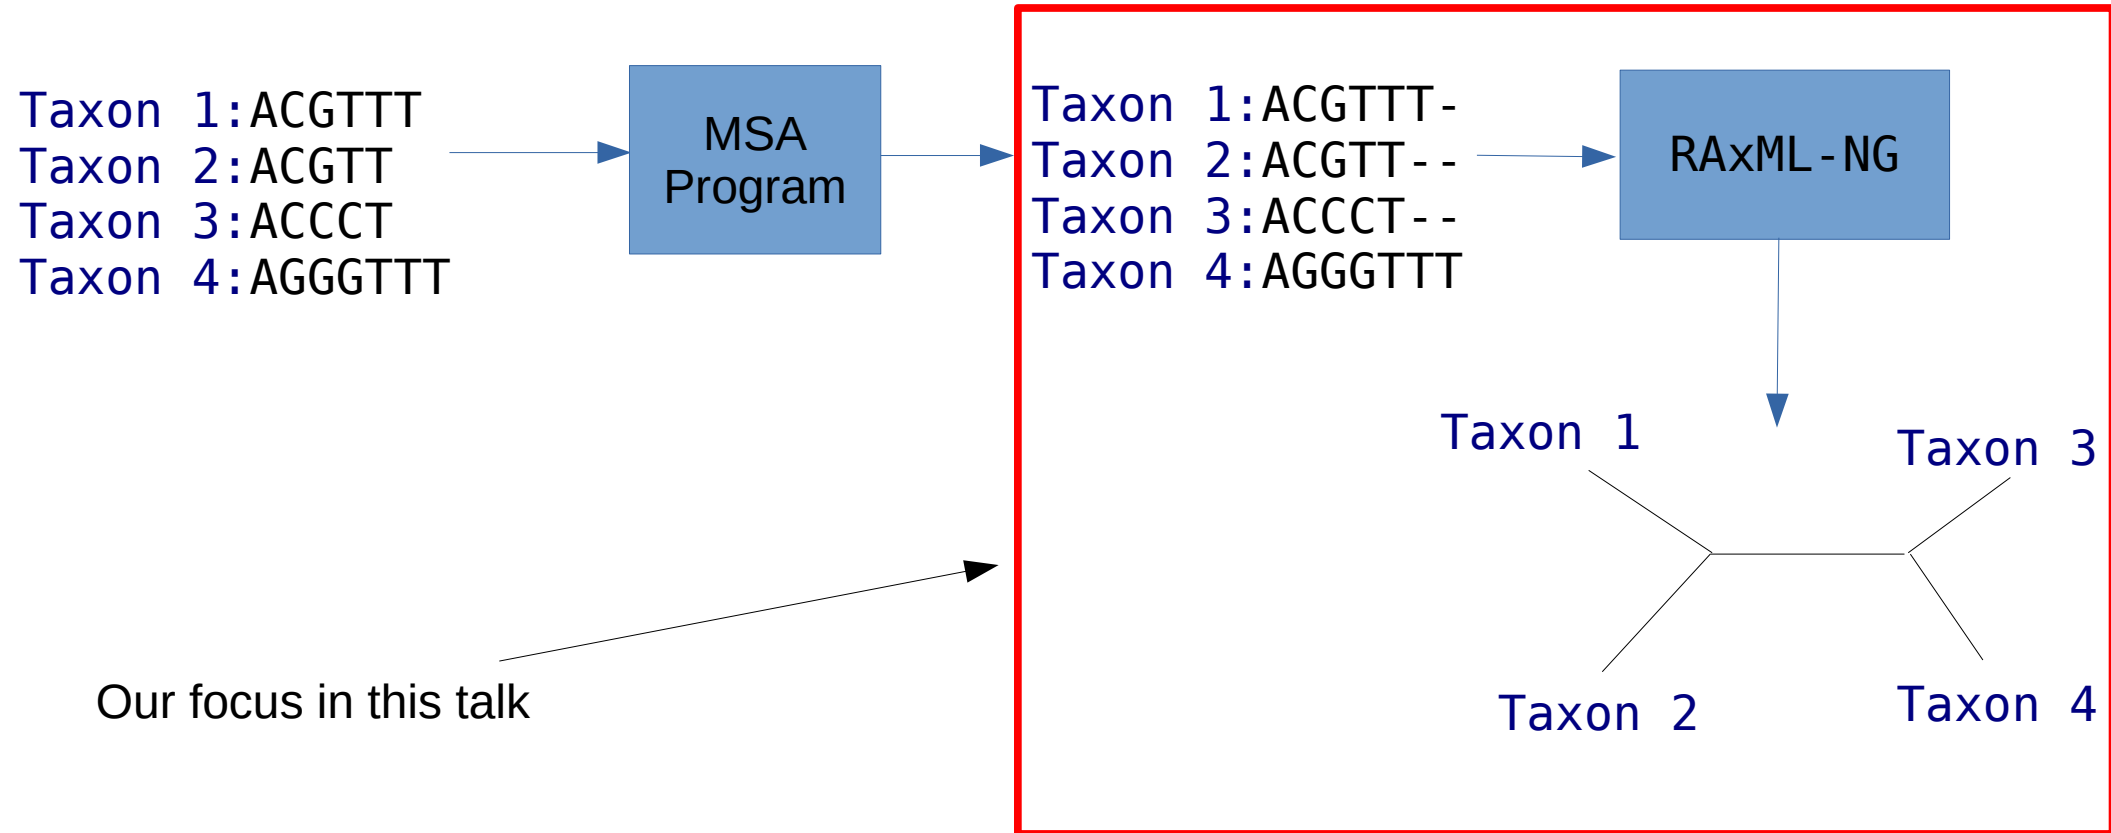 Taxon 1:ACGTTT
Taxon 2:ACGTT
Taxon 3:ACCCT
Taxon 4:AGGGTTT
MSA
Program
Taxon 1:ACGTTT-
Taxon 2:ACGTT--
Taxon 3:ACCCT--
Taxon 4:AGGGTTT
RAxML-NG
Taxon 1
Taxon 3
Taxon 2
Taxon 4
Our focus in this talk